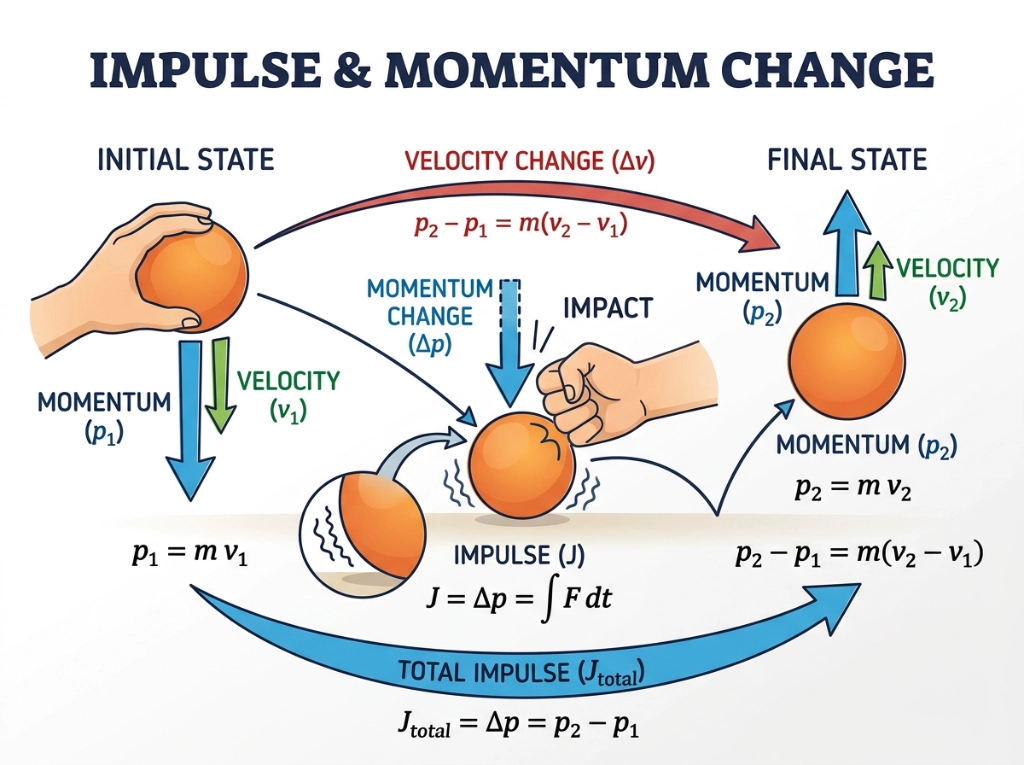 IMPULSE & MOMENTUM CHANGE
INITIAL STATE
VELOCITY CHANGE (Δv)
FINAL STATE
p₂ – p₁ = m(v₂ – v₁)
MOMENTUM
CHANGE
(Δp)
IMPACT
MOMENTUM
(p₂)
VELOCITY
(v₂)
MOMENTUM
(p₁)
VELOCITY
(v₁)
MOMENTUM (p₂)
p₂ = m v₂
p₁ = m v₁
IMPULSE (J)
J = Δp = ∫ F dt
p₂ – p₁ = m(v₂ – v₁)
TOTAL IMPULSE (J_total)
J_total = Δp = p₂ – p₁